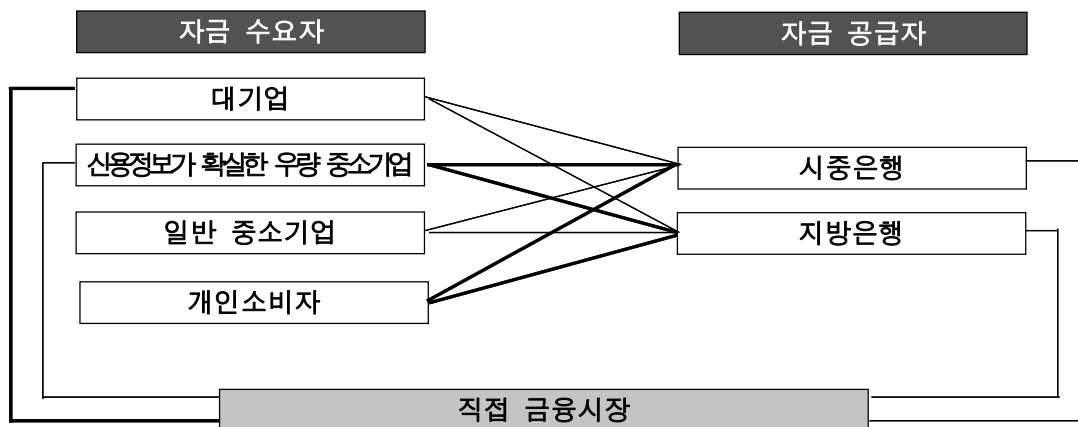 자금 수요자
자금 공급자
대기업
신용정보가 확실한 우량 중소기업
시중은행
일반 중소기업
지방은행
개인소비자
직접 금융시장